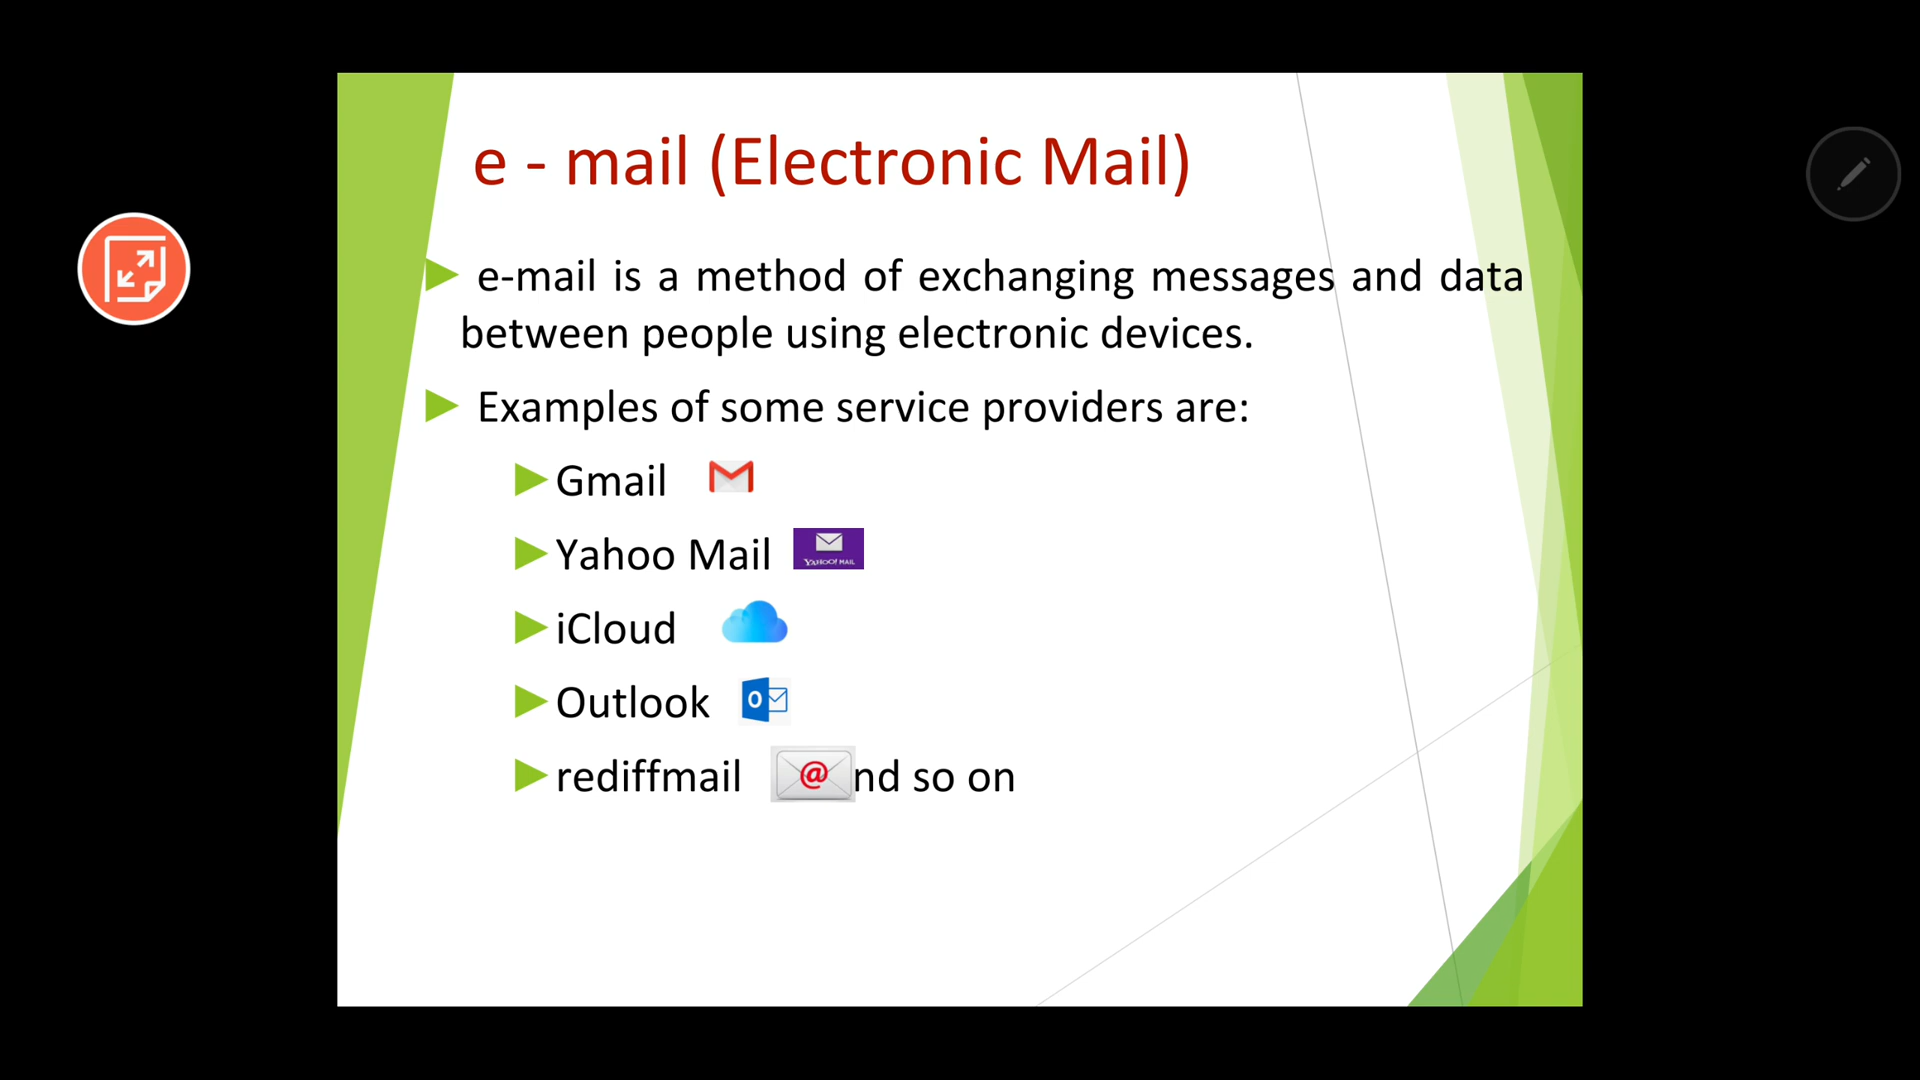 e - mail (Electronic Mail)
e-mail is a method of exchanging messages and data
between people using electronic devices.
Examples of some service providers are:
Gmail
Yahoo Mail
YAHOO! MAIL
iCloud
Outlook
o
rediffmail @nd so on